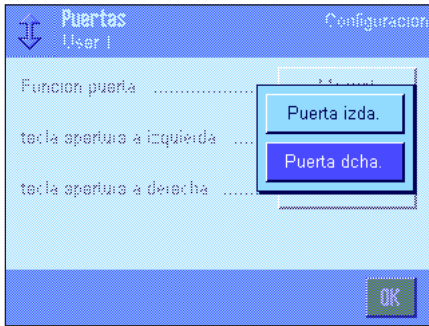 Puertas
Configuracion
User 1
Funcion puerta ..................
Puerta izda.
tecla apertura a izquierda ....
Puerta dcha.
tecla apertura a derecha ......
OK